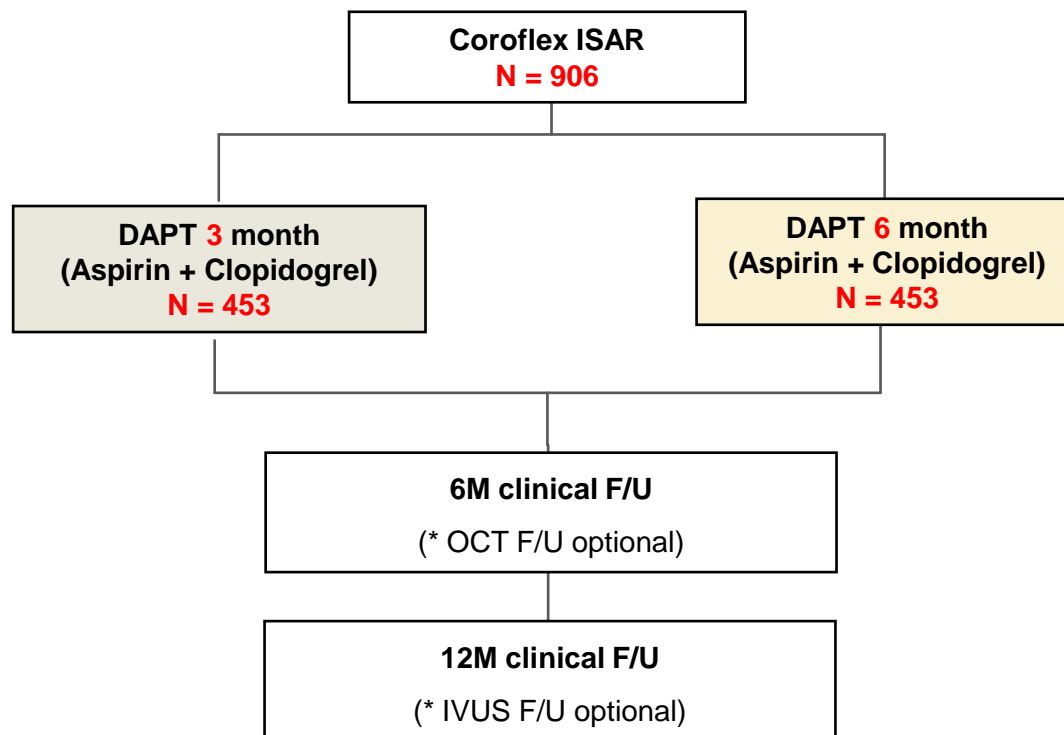 Coroflex ISAR
N = 906
DAPT 3 month
(Aspirin + Clopidogrel)
N = 453
DAPT 6 month
(Aspirin + Clopidogrel)
N = 453
6M clinical F/U
(* OCT F/U optional)
12M clinical F/U
(* IVUS F/U optional)